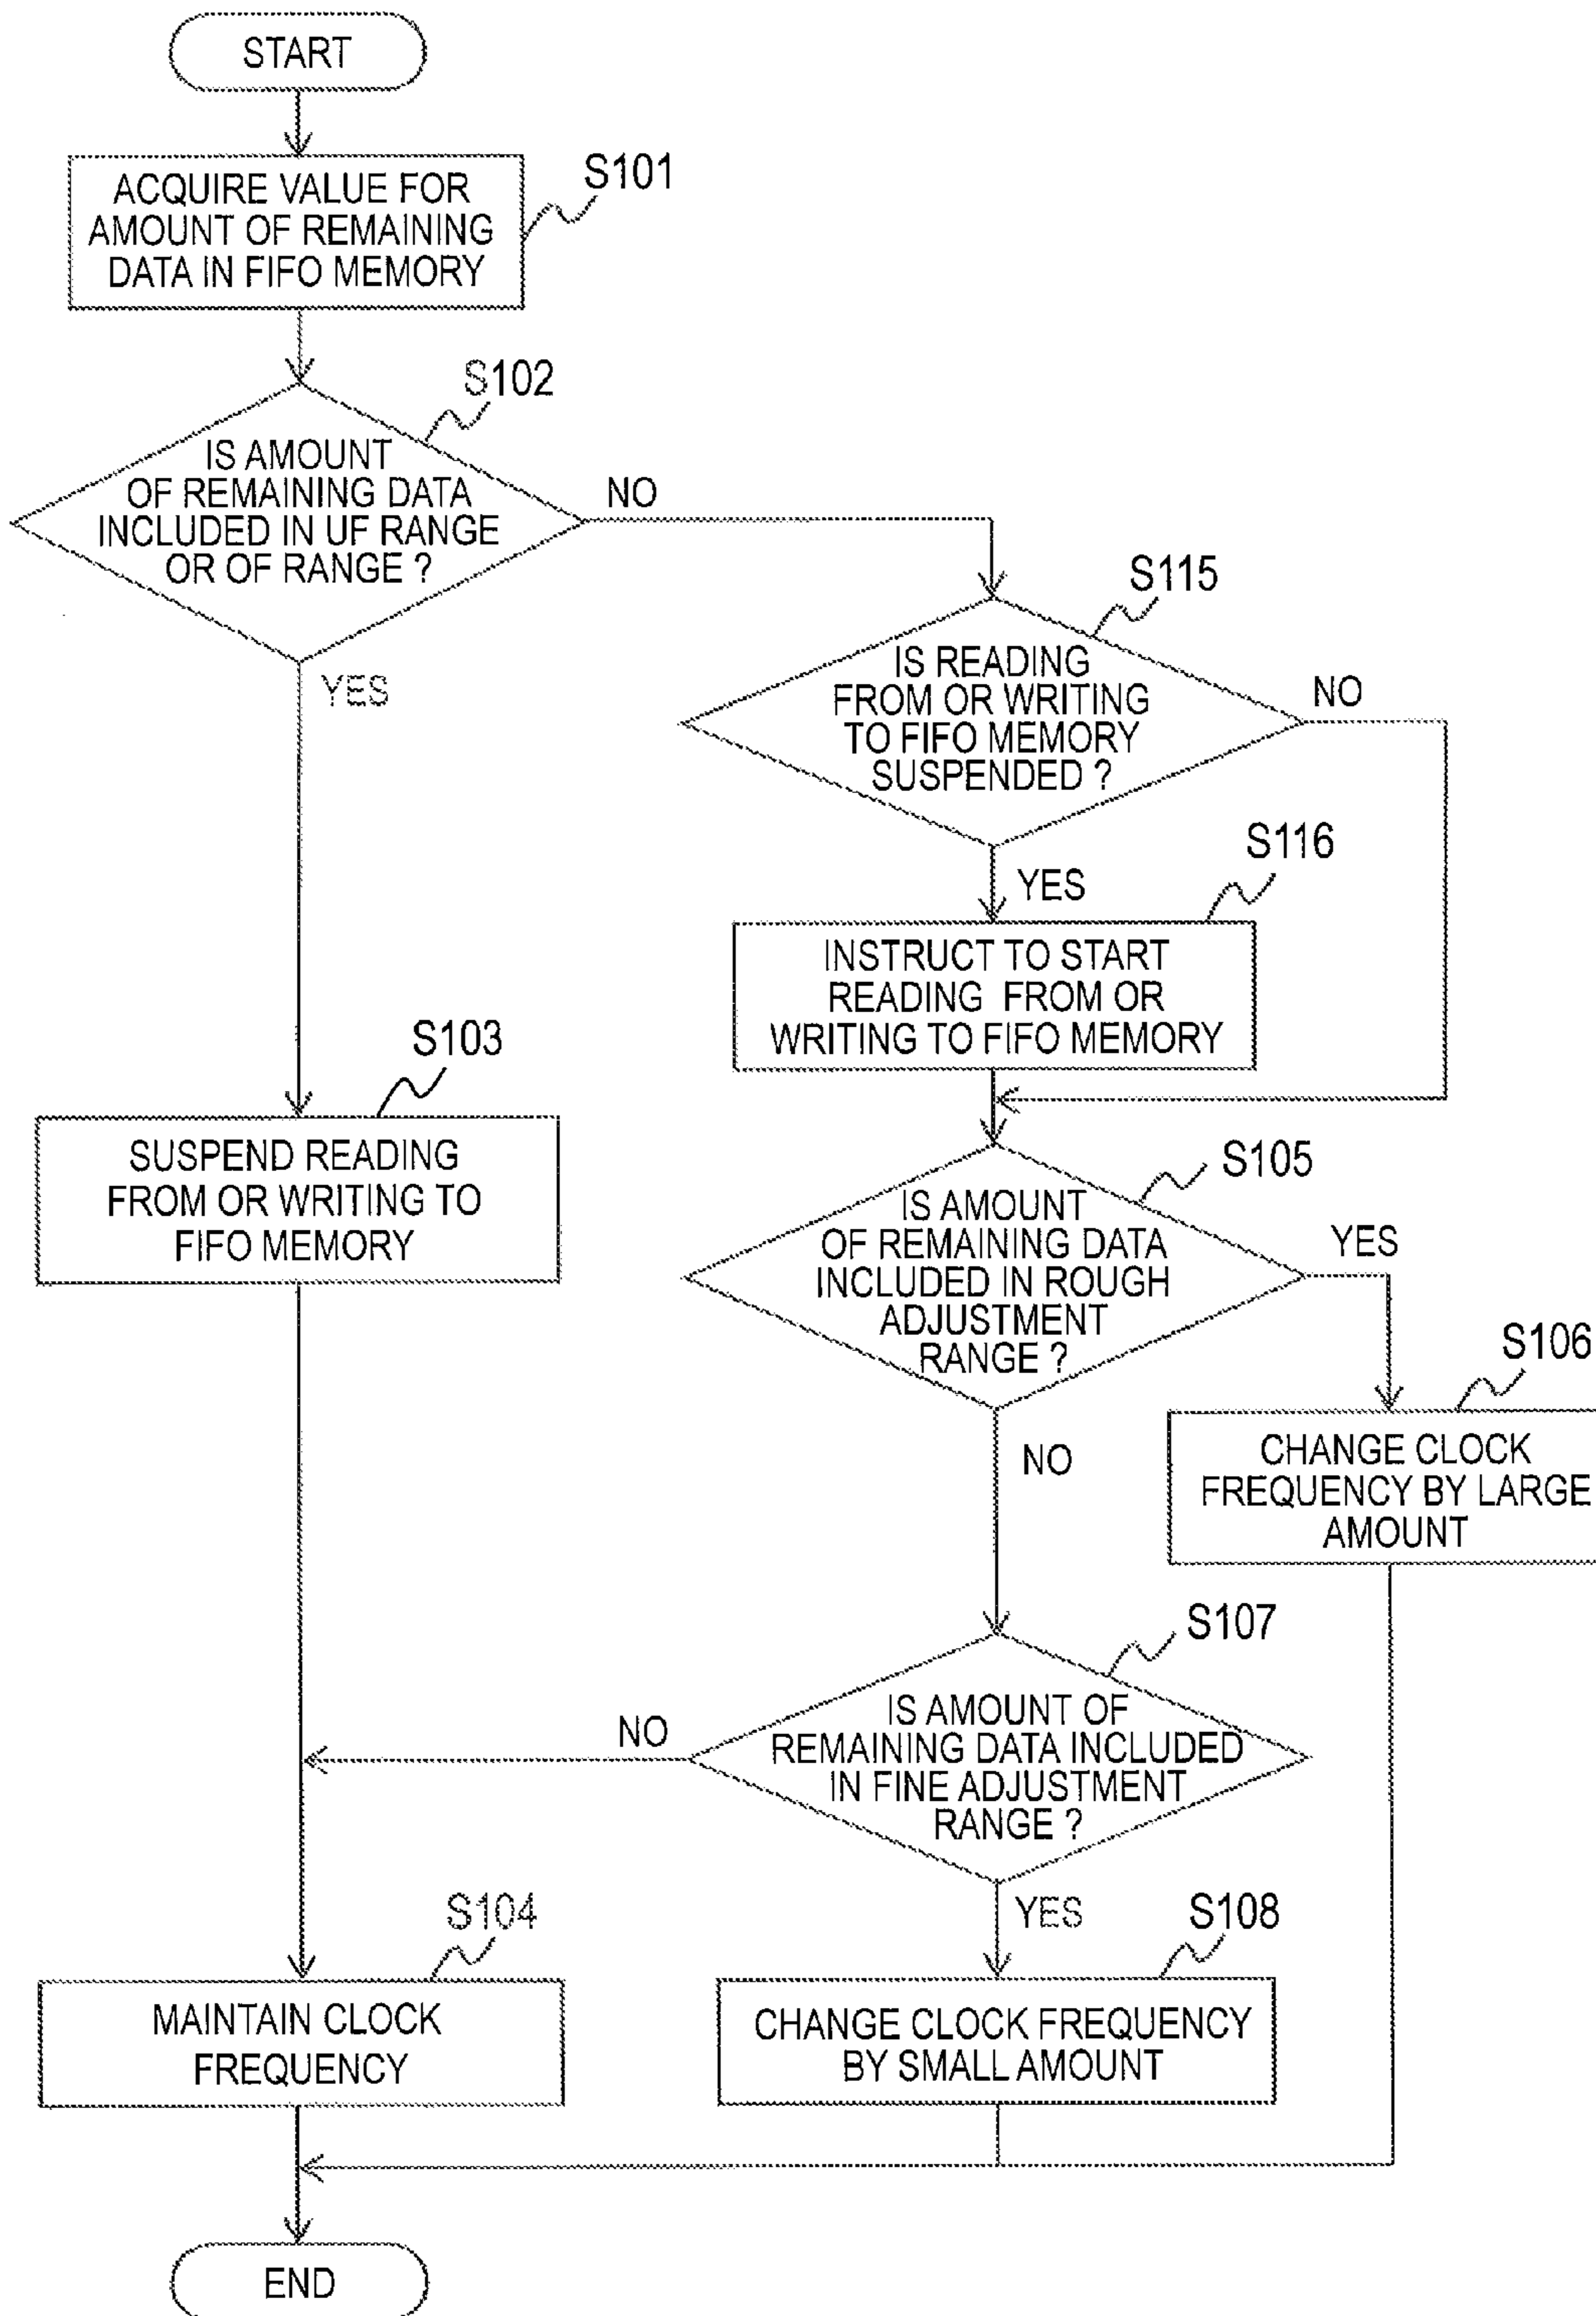 START
ACQUIRE VALUE FOR
AMOUNT OF REMAINING
DATA IN FIFO MEMORY
S101
S102
IS AMOUNT
OF REMAINING DATA
INCLUDED IN UF RANGE
OR OF RANGE ?
NO
YES
S115
IS READING
FROM OR WRITING
TO FIFO MEMORY
SUSPENDED ?
NO
YES
S116
INSTRUCT TO START
READING FROM OR
WRITING TO FIFO MEMORY
S103
SUSPEND READING
FROM OR WRITING TO
FIFO MEMORY
S105
IS AMOUNT
OF REMAINING DATA
INCLUDED IN ROUGH
ADJUSTMENT
RANGE ?
YES
NO
S106
CHANGE CLOCK
FREQUENCY BY LARGE
AMOUNT
S107
IS AMOUNT OF
REMAINING DATA INCLUDED
IN FINE ADJUSTMENT
RANGE ?
NO
YES
S104
MAINTAIN CLOCK
FREQUENCY
S108
CHANGE CLOCK FREQUENCY
BY SMALL AMOUNT
END